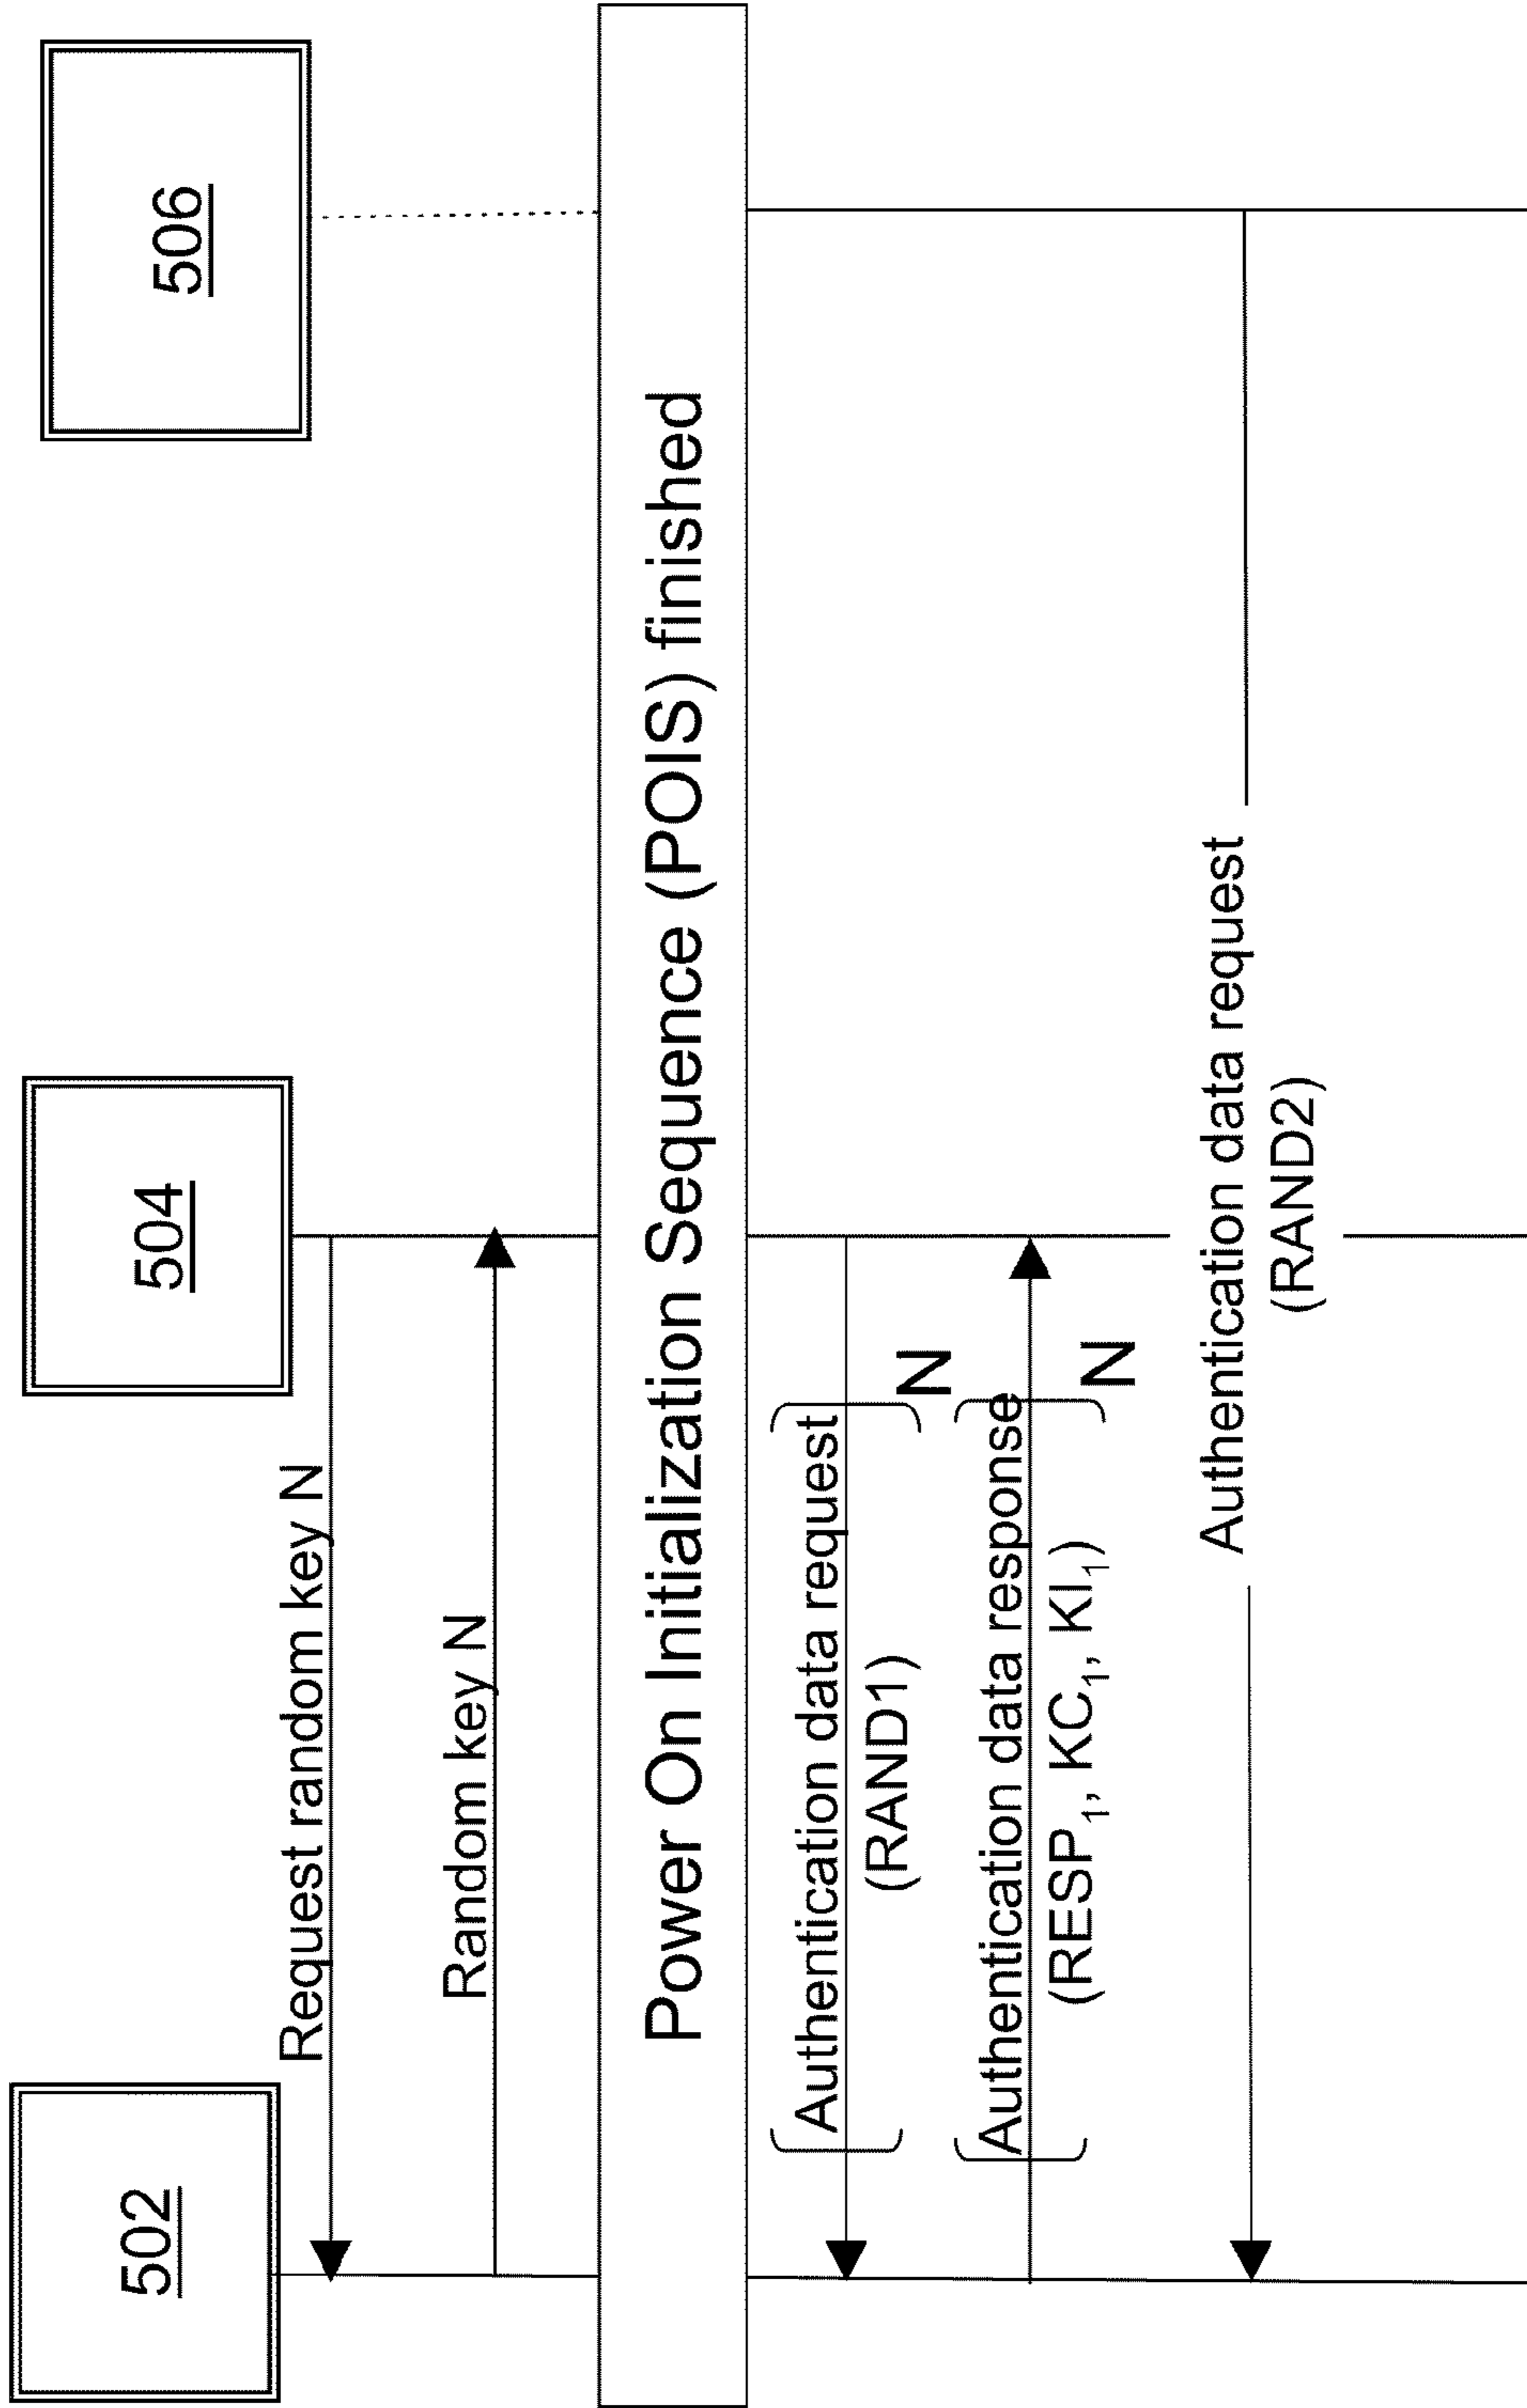 502
504
506
Request random key N
Random key N
Power On Initialization Sequence (POIS) finished
Authentication data request
(RAND1)
N
Authentication data response
(RESP₁, KC₁, KI₁)
N
Authentication data request
(RAND2)